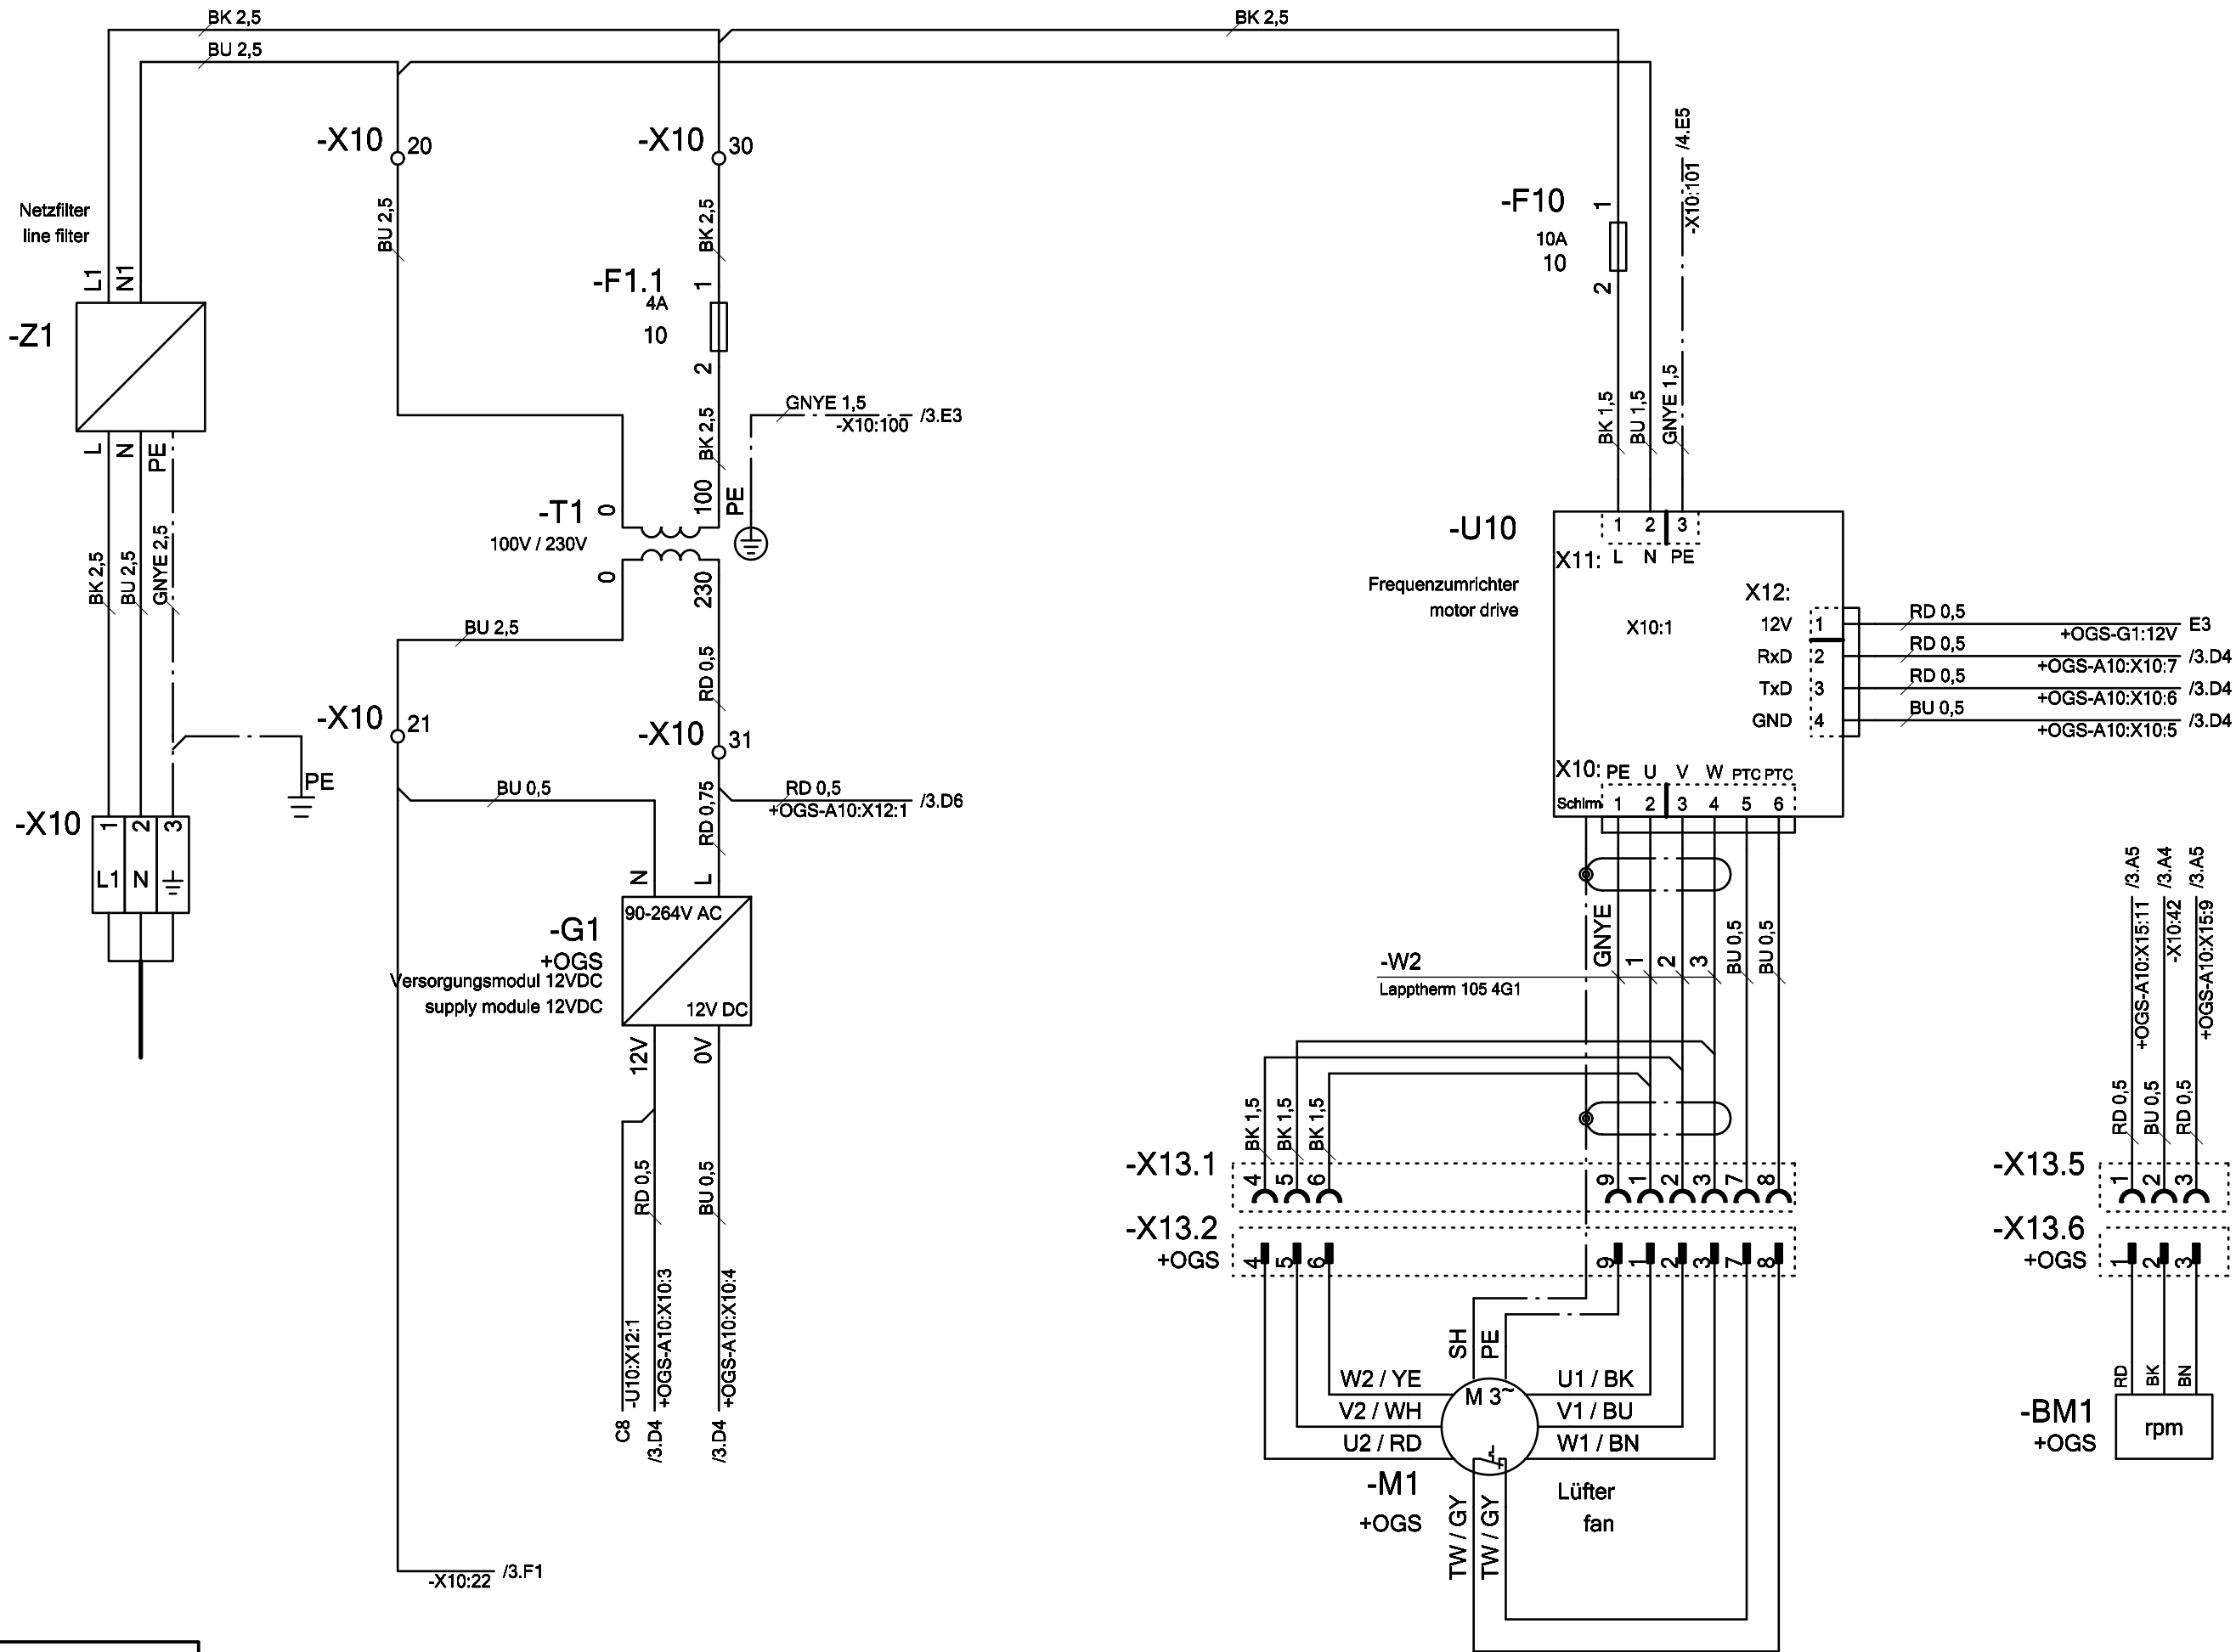 BK 2,5
BU 2,5
BK 2,5
-X10 20
-X10 30
/4.E5
-X10:101
-F10
10A
10
1
2
Netzfilter
line filter
BU 2,5
BK 2,5
L1
N1
-F1.1
4A
10
1
2
-Z1
L
N
PE
BK 2,5
GNYE 1,5
-X10:100
/3.E3
BK 1,5
BU 1,5
GNYE 1,5
-T1
100V / 230V
0
100
PE
0
230
BK 2,5
BU 2,5
GNYE 2,5
-U10
Frequenzumrichter
motor drive
1 2 3
X11: L N PE
X10:1
X12:
12V 1
RxD 2
TxD 3
GND 4
RD 0,5
+OGS-G1:12V
E3
RD 0,5
+OGS-A10:X10:7
/3.D4
RD 0,5
+OGS-A10:X10:6
/3.D4
BU 0,5
+OGS-A10:X10:5
/3.D4
BU 2,5
RD 0,5
-X10 21
-X10 31
PE
BU 0,5
RD 0,75
RD 0,5
+OGS-A10:X12:1
/3.D6
X10: PE U V W PTC PTC
Schirm 1 2 3 4 5 6
-X10
1 2 3
L1 N
N
L
-G1
+OGS
Versorgungsmodul 12VDC
supply module 12VDC
90-264V AC
12V DC
12V
0V
GNYE
1
2
3
BU 0,5
BU 0,5
-W2
Lapptherm 105 4G1
/3.A5
+OGS-A10:X15:11
/3.A4
-X10:42
/3.A5
+OGS-A10:X15:9
BK 1,5
BK 1,5
BK 1,5
RD 0,5
BU 0,5
RD 0,5
RD 0,5
BU 0,5
-X13.1
4 5 6 9 1 2 3 7 8
-X13.5
1 2 3
-X13.2
+OGS
4 5 6 9 1 2 3 7 8
-X13.6
+OGS
1 2 3
-U10:X12:1
C8
+OGS-A10:X10:3
/3.D4
+OGS-A10:X10:4
/3.D4
SH
PE
W2 / YE
V2 / WH
U2 / RD
M 3~
U1 / BK
V1 / BU
W1 / BN
RD
BK
BN
-BM1
+OGS
rpm
-M1
+OGS
Lüfter
fan
TW / GY
TW / GY
-X10:22
/3.F1